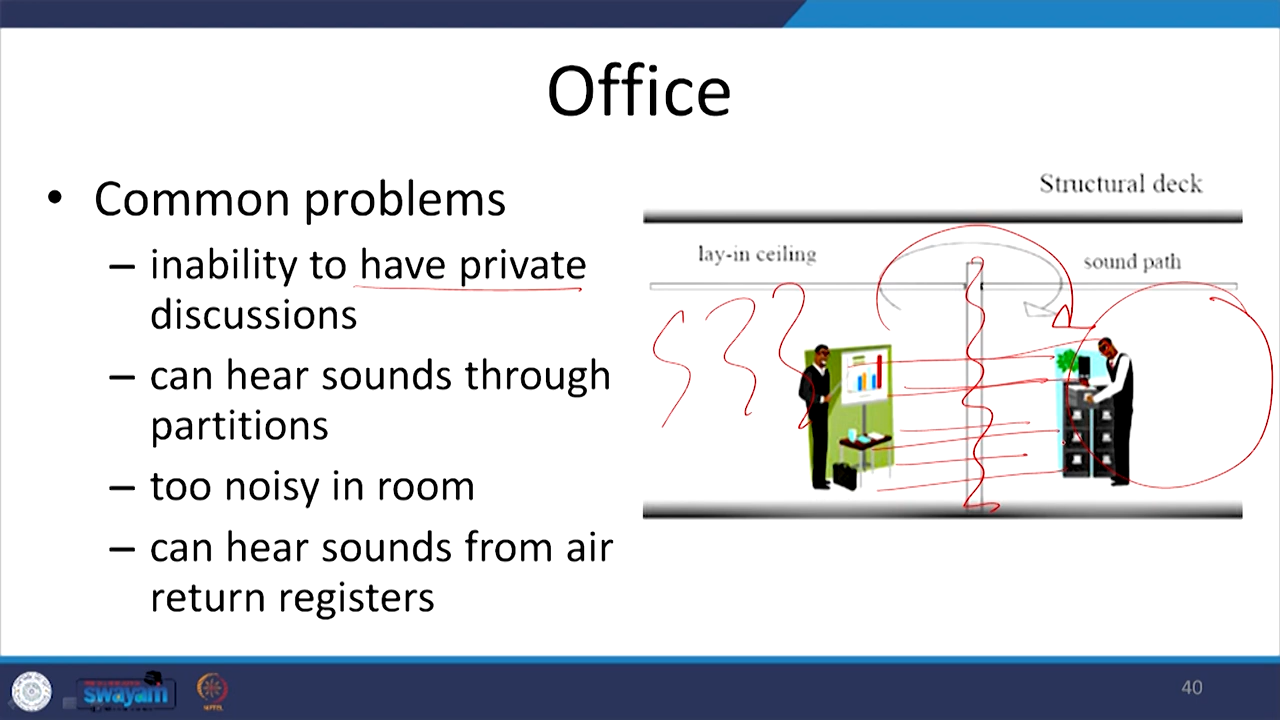 Office
• Common problems
– inability to have private
discussions
– can hear sounds through
partitions
– too noisy in room
– can hear sounds from air
return registers
Structural deck
lay-in ceiling
sound path
swayam
40